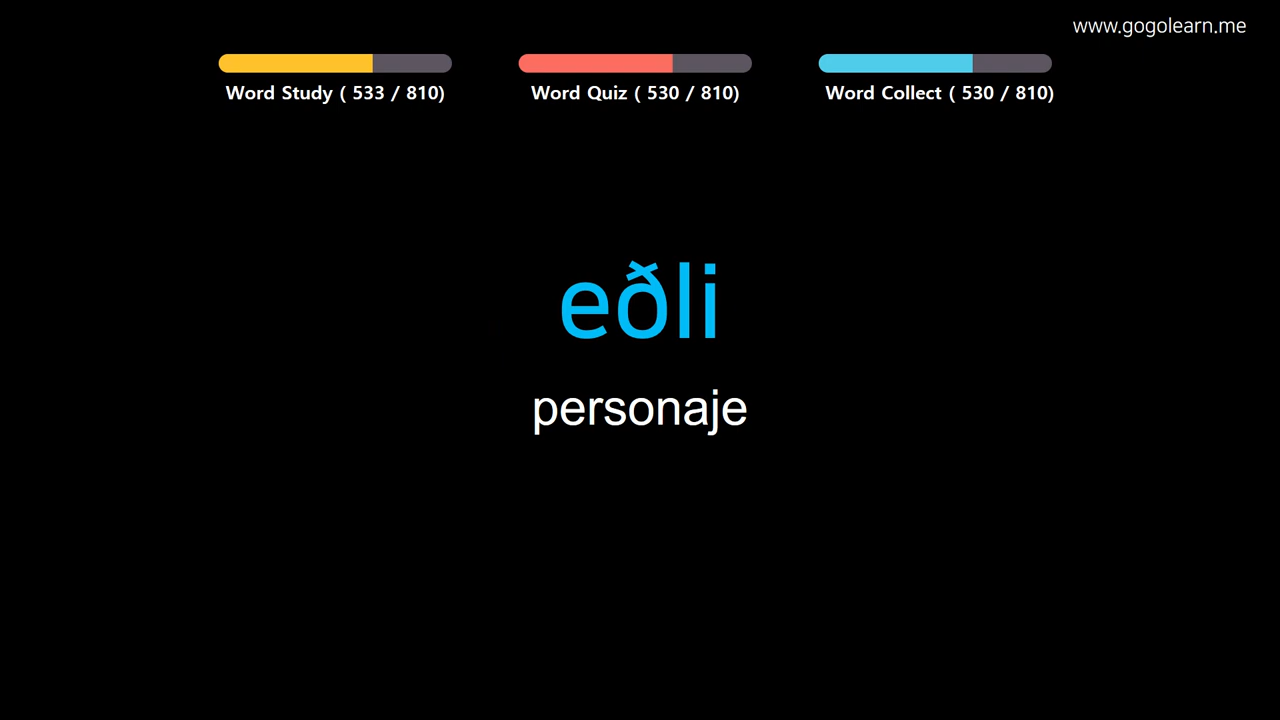 www.gogolearn.me
Word Study ( 533 / 810)
Word Quiz ( 530 / 810)
Word Collect ( 530 / 810)
eðli
personaje